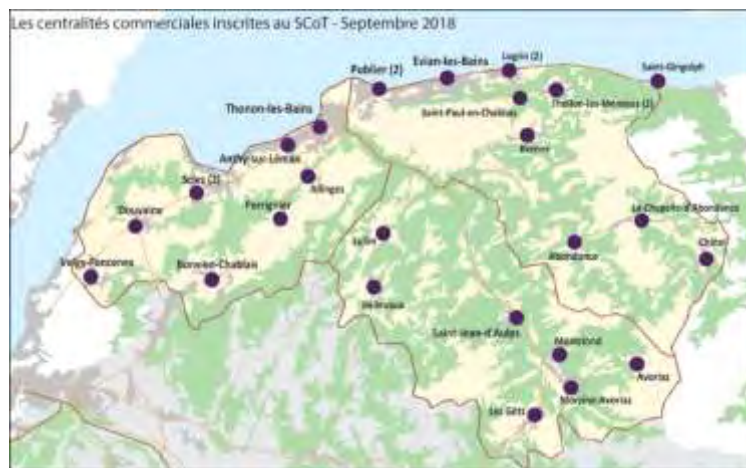 Les centralités commerciales inscrites au SCoT - Septembre 2018
Publier (2)
Evian-les-Bains
Lugrin (2)
Saint-Gingolph
Thollon-les-Mémises (2)
Saint-Paul-en-Chablais
Thonon-les-Bains
Bernex
Anthy-sur-Léman
Allinges
Sciez (2)
Perrignier
Douvaine
Veigy-Foncenex
Bons-en-Chablais
Lullin
Bellevaux
La Chapelle d'Abondance
Abondance
Châtel
Saint-Jean-d'Aulps
Montriond
Avoriaz
Morzine-Avoriaz
Les Gets